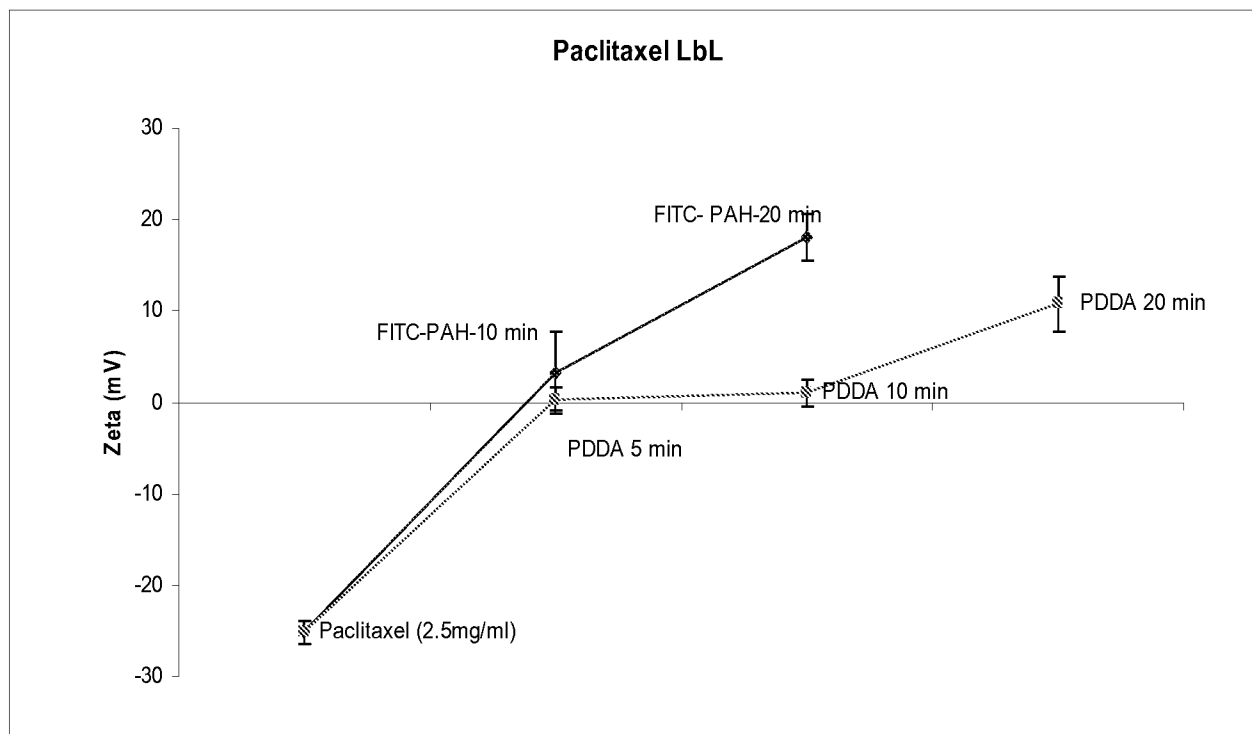 Paclitaxel LbL
30
20
10
0
-10
-20
-30
Zeta (mV)
FITC- PAH-20 min
FITC-PAH-10 min
PDDA 20 min
PDDA 10 min
PDDA 5 min
Paclitaxel (2.5mg/ml)